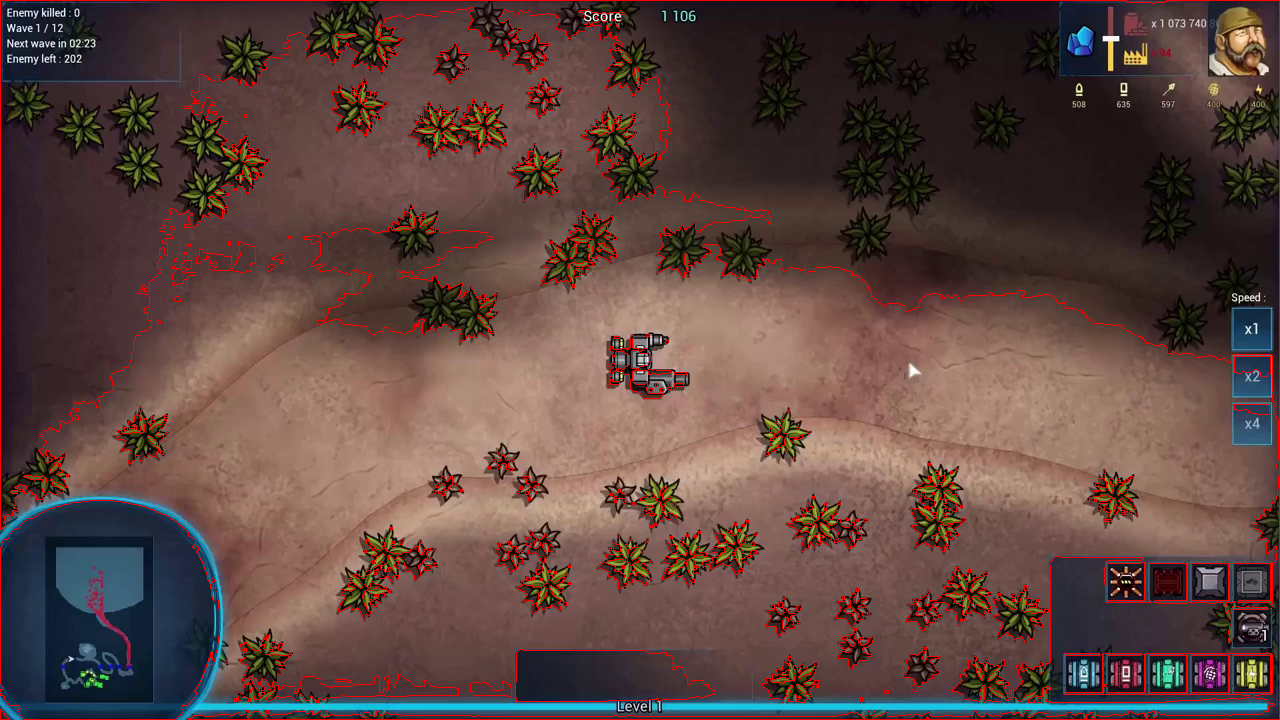 Enemy killed : 0
Wave 1 / 12
Next wave in 02:23
Enemy left : 202
Score 1 106
x 1 073 740
508 635 597 400 400
Speed :
x1
x2
x4
1
Level 1